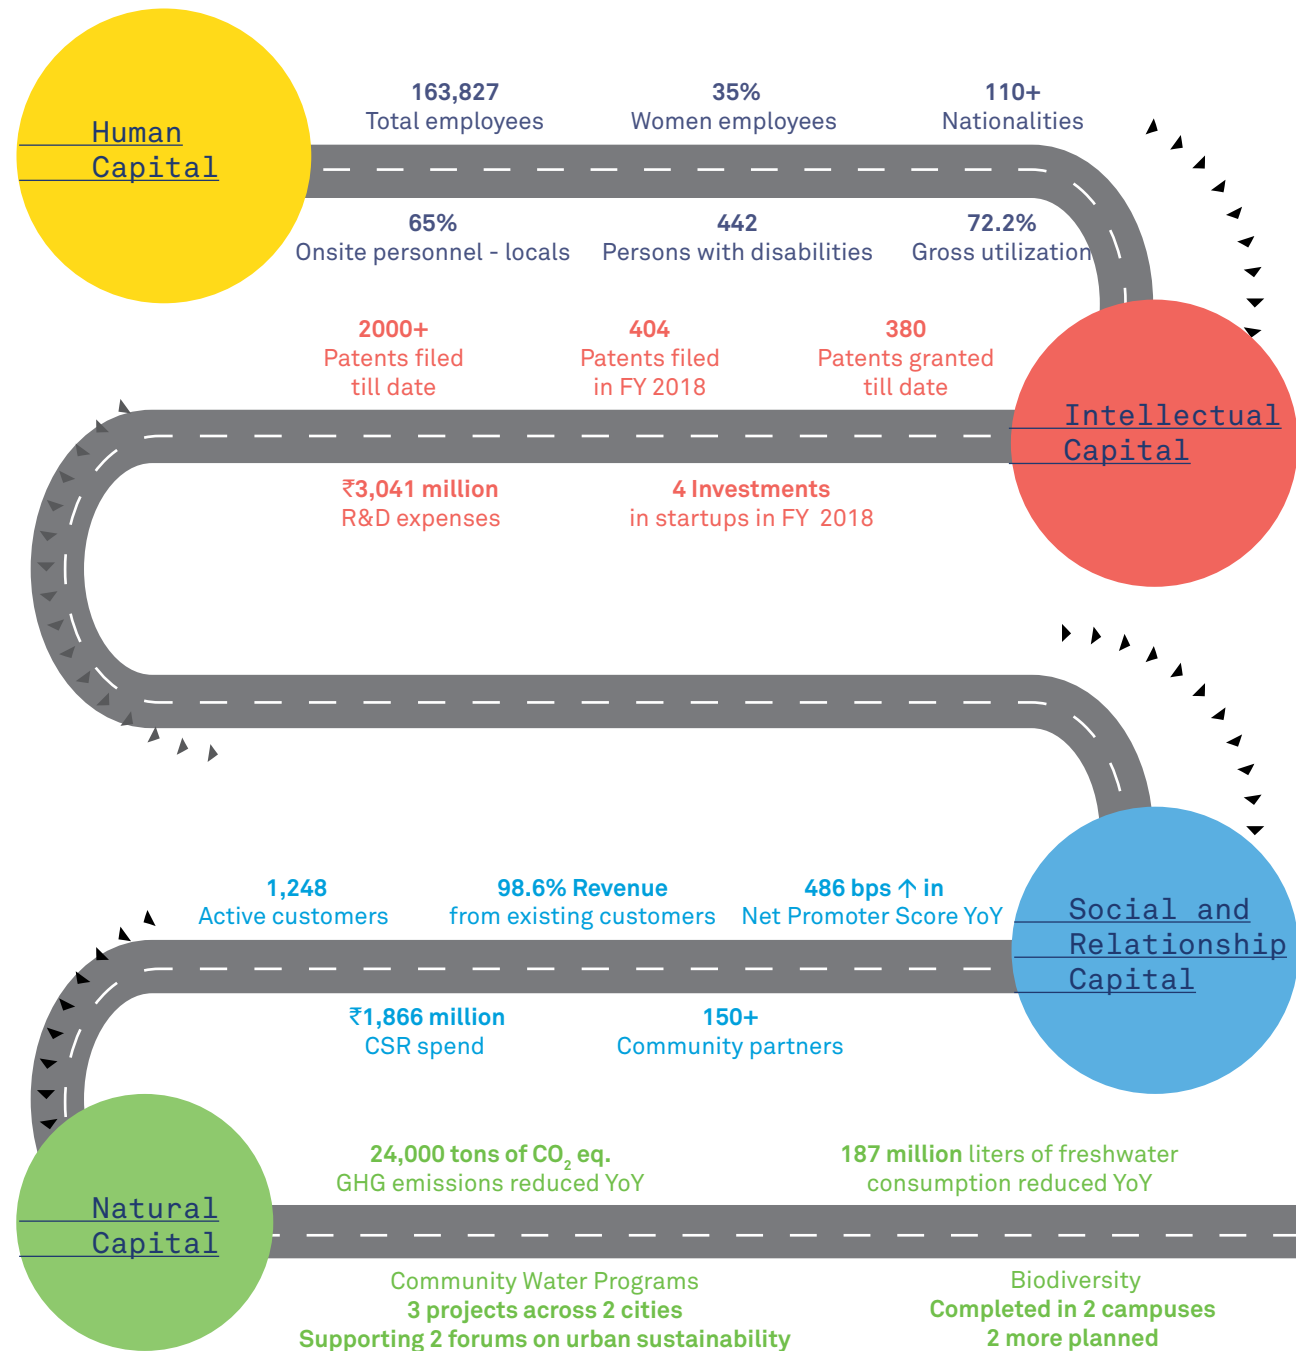 Human
Capital
163,827
Total employees
35%
Women employees
110+
Nationalities
65%
Onsite personnel - locals
442
Persons with disabilities
72.2%
Gross utilization
Intellectual
Capital
2000+
Patents filed
till date
404
Patents filed
in FY 2018
380
Patents granted
till date
₹3,041 million
R&D expenses
4 Investments
in startups in FY 2018
Social and
Relationship
Capital
1,248
Active customers
98.6% Revenue
from existing customers
486 bps ↑ in
Net Promoter Score YoY
₹1,866 million
CSR spend
150+
Community partners
Natural
Capital
24,000 tons of CO₂ eq.
GHG emissions reduced YoY
187 million liters of freshwater
consumption reduced YoY
Community Water Programs
3 projects across 2 cities
Supporting 2 forums on urban sustainability
Biodiversity
Completed in 2 campuses
2 more planned